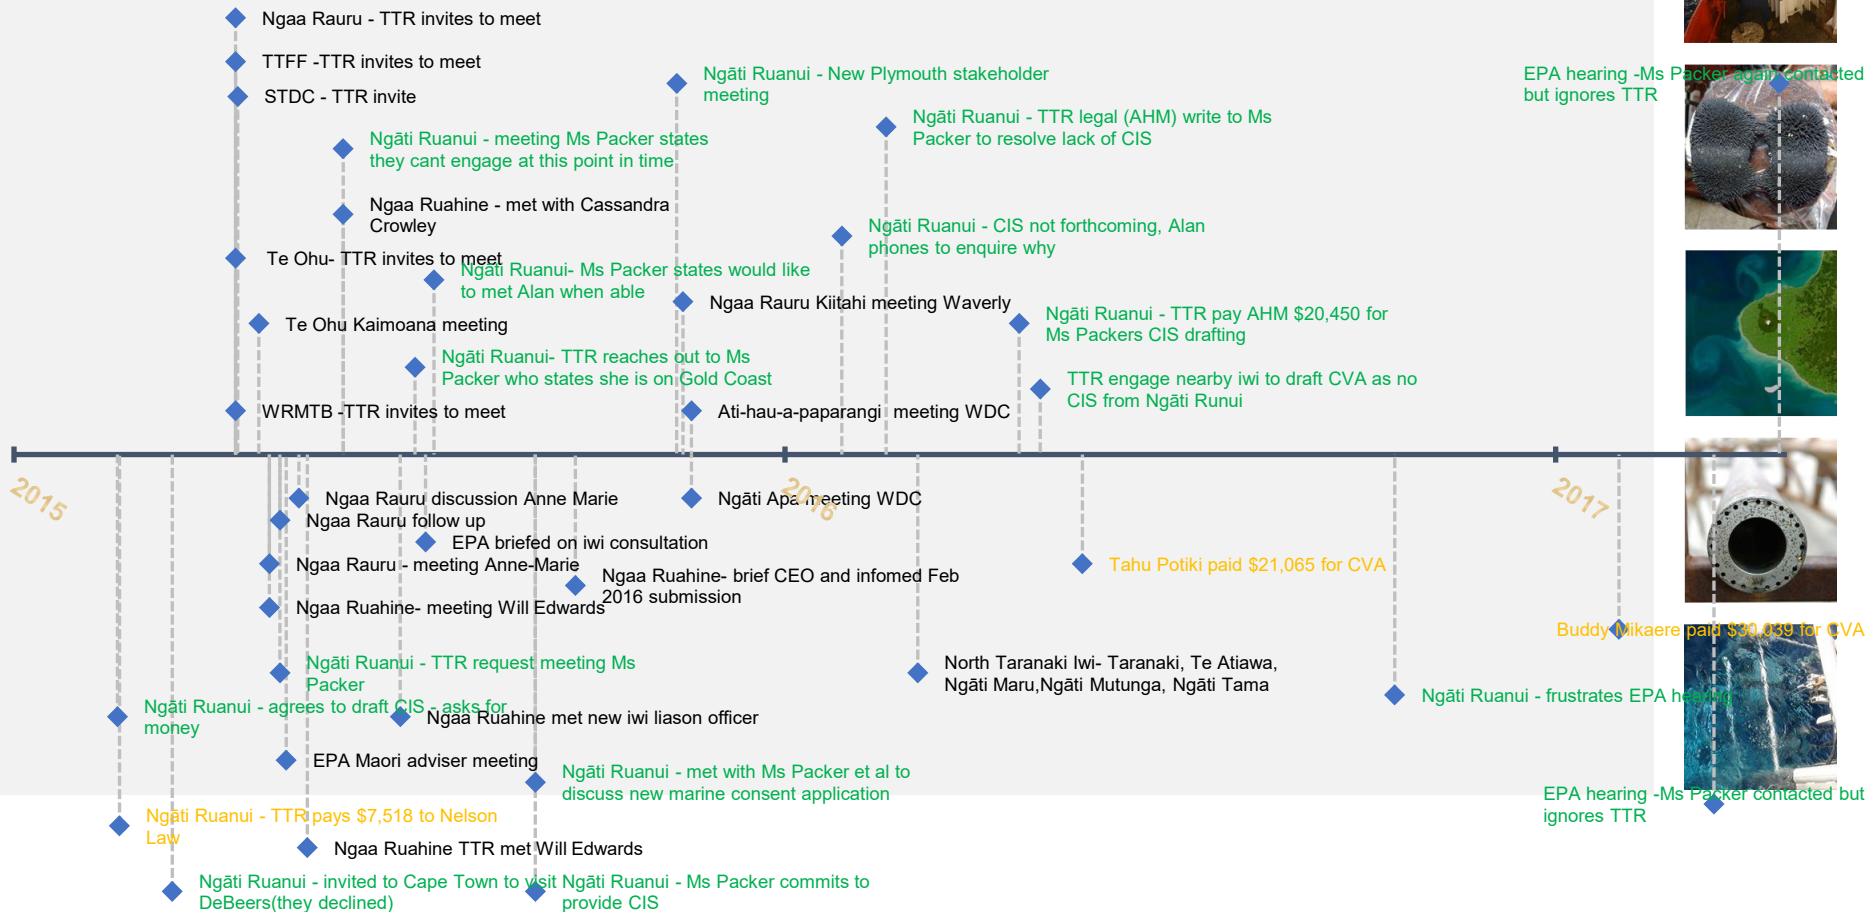 Ngaa Rauru - TTR invites to meet
TTFF -TTR invites to meet
STDC - TTR invite
Ngāti Ruanui - New Plymouth stakeholder
meeting
EPA hearing -Ms Packer again contacted
but ignores TTR
Ngāti Ruanui - TTR legal (AHM) write to Ms
Packer to resolve lack of CIS
Ngāti Ruanui - meeting Ms Packer states
they cant engage at this point in time
Ngaa Ruahine - met with Cassandra
Crowley
Ngāti Ruanui - CIS not forthcoming, Alan
phones to enquire why
Te Ohu- TTR invites to meet
Ngāti Ruanui- Ms Packer states would like
to met Alan when able
Ngaa Rauru Kiitahi meeting Waverly
Te Ohu Kaimoana meeting
Ngāti Ruanui - TTR pay AHM $20,450 for
Ms Packers CIS drafting
Ngāti Ruanui- TTR reaches out to Ms
Packer who states she is on Gold Coast
TTR engage nearby iwi to draft CVA as no
CIS from Ngāti Runui
WRMTB -TTR invites to meet
Ati-hau-a-paparangi meeting WDC
2015
2016
2017
Ngaa Rauru discussion Anne Marie
Ngāti Apa meeting WDC
Ngaa Rauru follow up
EPA briefed on iwi consultation
Ngaa Rauru - meeting Anne-Marie
Tahu Potiki paid $21,065 for CVA
Ngaa Ruahine- brief CEO and infomed Feb
2016 submission
Ngaa Ruahine- meeting Will Edwards
Buddy Mikaere paid $30,039 for CVA
Ngāti Ruanui - TTR request meeting Ms
Packer
North Taranaki Iwi- Taranaki, Te Atiawa,
Ngāti Maru,Ngāti Mutunga, Ngāti Tama
Ngāti Ruanui - frustrates EPA hearing
Ngāti Ruanui - agrees to draft CIS - asks for
money
Ngaa Ruahine met new iwi liason officer
EPA Maori adviser meeting
Ngāti Ruanui - met with Ms Packer et al to
discuss new marine consent application
EPA hearing -Ms Packer contacted but
ignores TTR
Ngāti Ruanui - TTR pays $7,518 to Nelson
Law
Ngaa Ruahine TTR met Will Edwards
Ngāti Ruanui - invited to Cape Town to visit
DeBeers(they declined)
Ngāti Ruanui - Ms Packer commits to
provide CIS